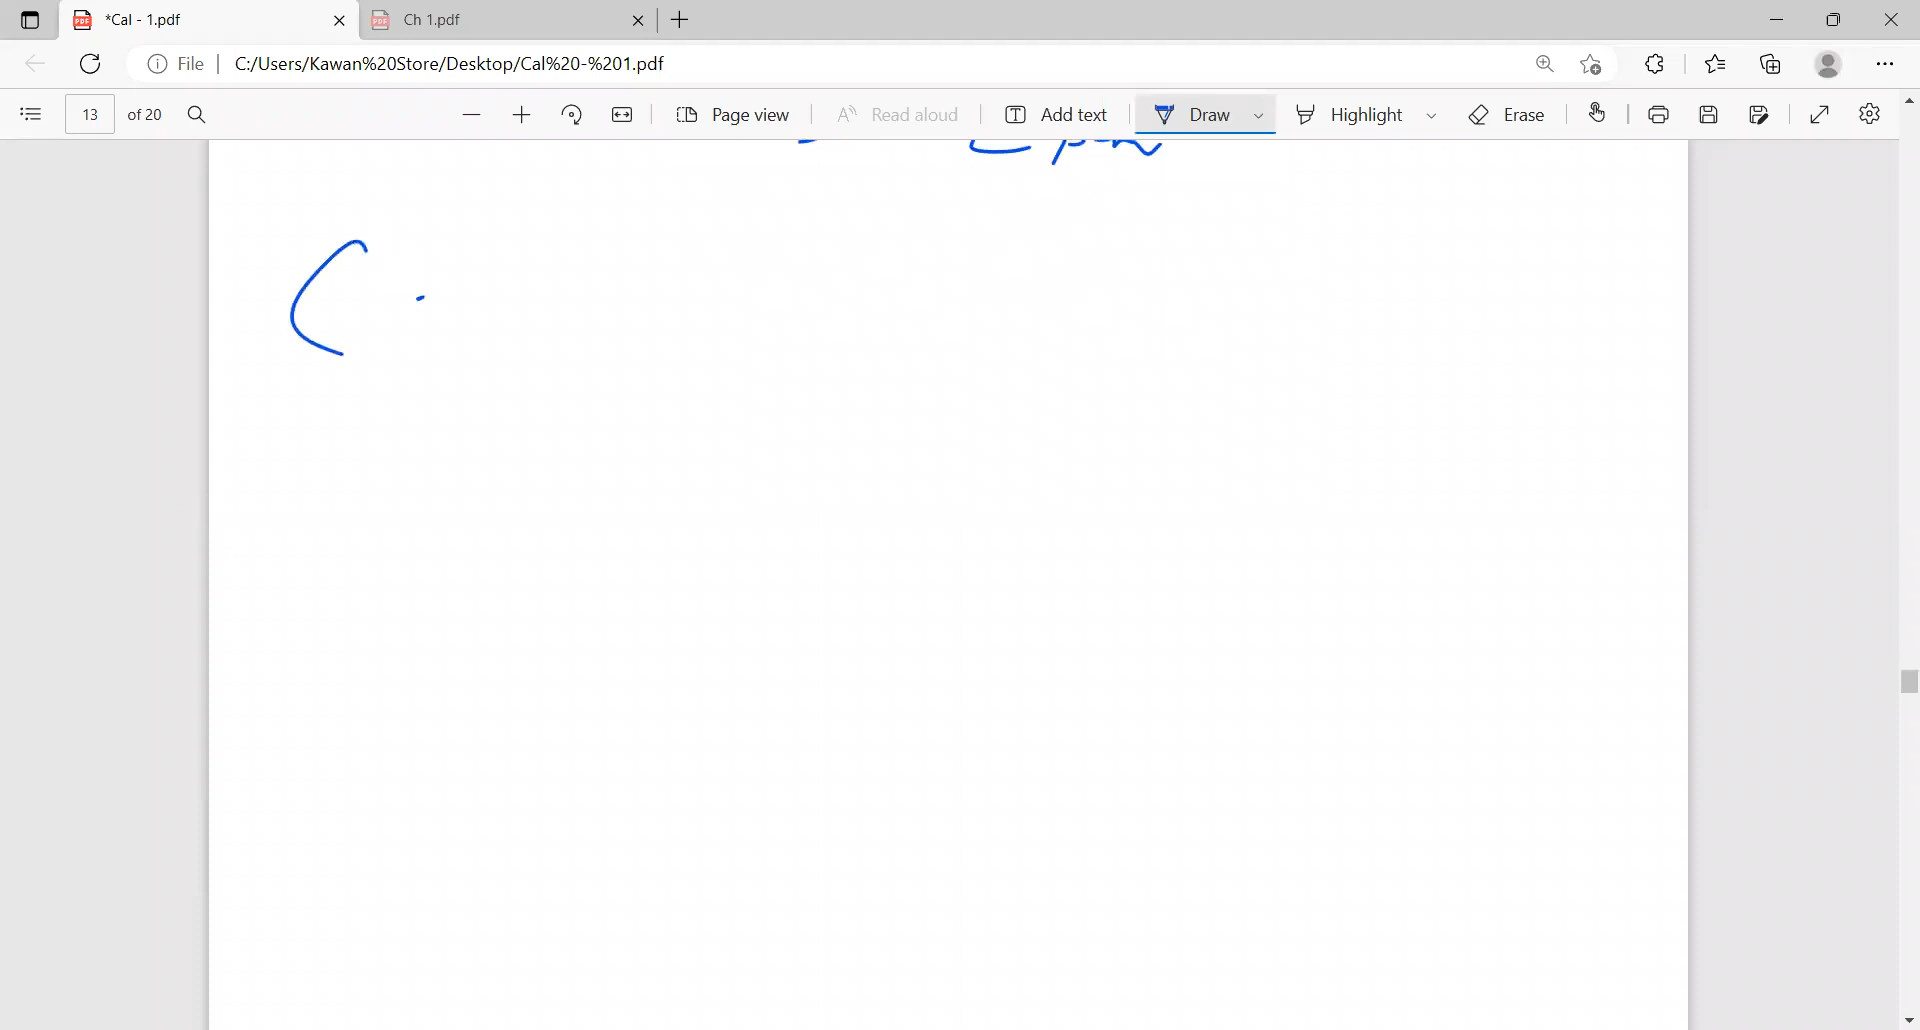 *Cal - 1.pdf
Ch 1.pdf
File
C:/Users/Kawan%20Store/Desktop/Cal%20-%201.pdf
13 of 20
Page view
Read aloud
Add text
Draw
Highlight
Erase
(